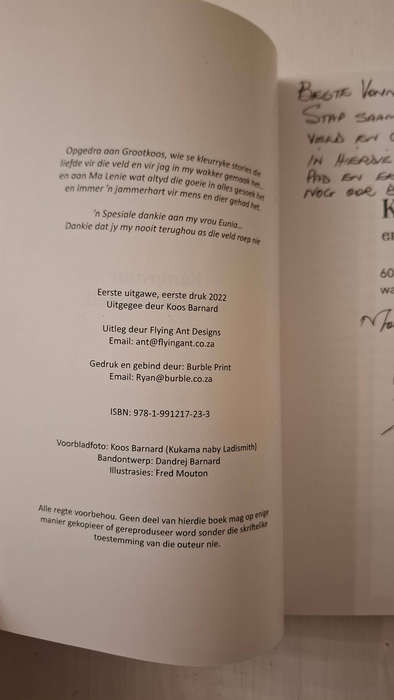 Opgedra aan Grootkoos, wie se kleurryke stories die
liefde vir die veld en vir jag in my wakker gemaak het...
en aan Ma Lenie wat altyd die goeie in alles gesoek het
en immer 'n jammerhart vir mens en dier gehad het.
'n Spesiale dankie aan my vrou Eunia...
Dankie dat jy my nooit terughou as die veld roep nie
Eerste uitgawe, eerste druk 2022
Uitgegee deur Koos Barnard
Uitleg deur Flying Ant Designs
Email: ant@flyingant.co.za
Gedruk en gebind deur: Burble Print
Email: Ryan@burble.co.za
ISBN: 978-1-991217-23-3
Voorbladfoto: Koos Barnard (Kukama naby Ladismith)
Bandontwerp: Dandrej Barnard
Illustrasies: Fred Mouton
Alle regte voorbehou. Geen deel van hierdie boek mag op enige
manier gekopieer of gereproduseer word sonder die skriftelike
toestemming van die outeur nie.
BESTE
STAP SAAM
VELD EN
IN HIERDIE
PAD EN
NOG OOR
K
en
60
wa